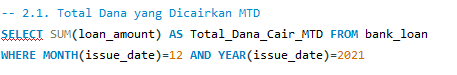 -- 2.1. Total Dana yang Dicairkan MTD
SELECT SUM(loan_amount) AS Total_Dana_Cair_MTD FROM bank_loan
WHERE MONTH(issue_date)=12 AND YEAR(issue_date)=2021